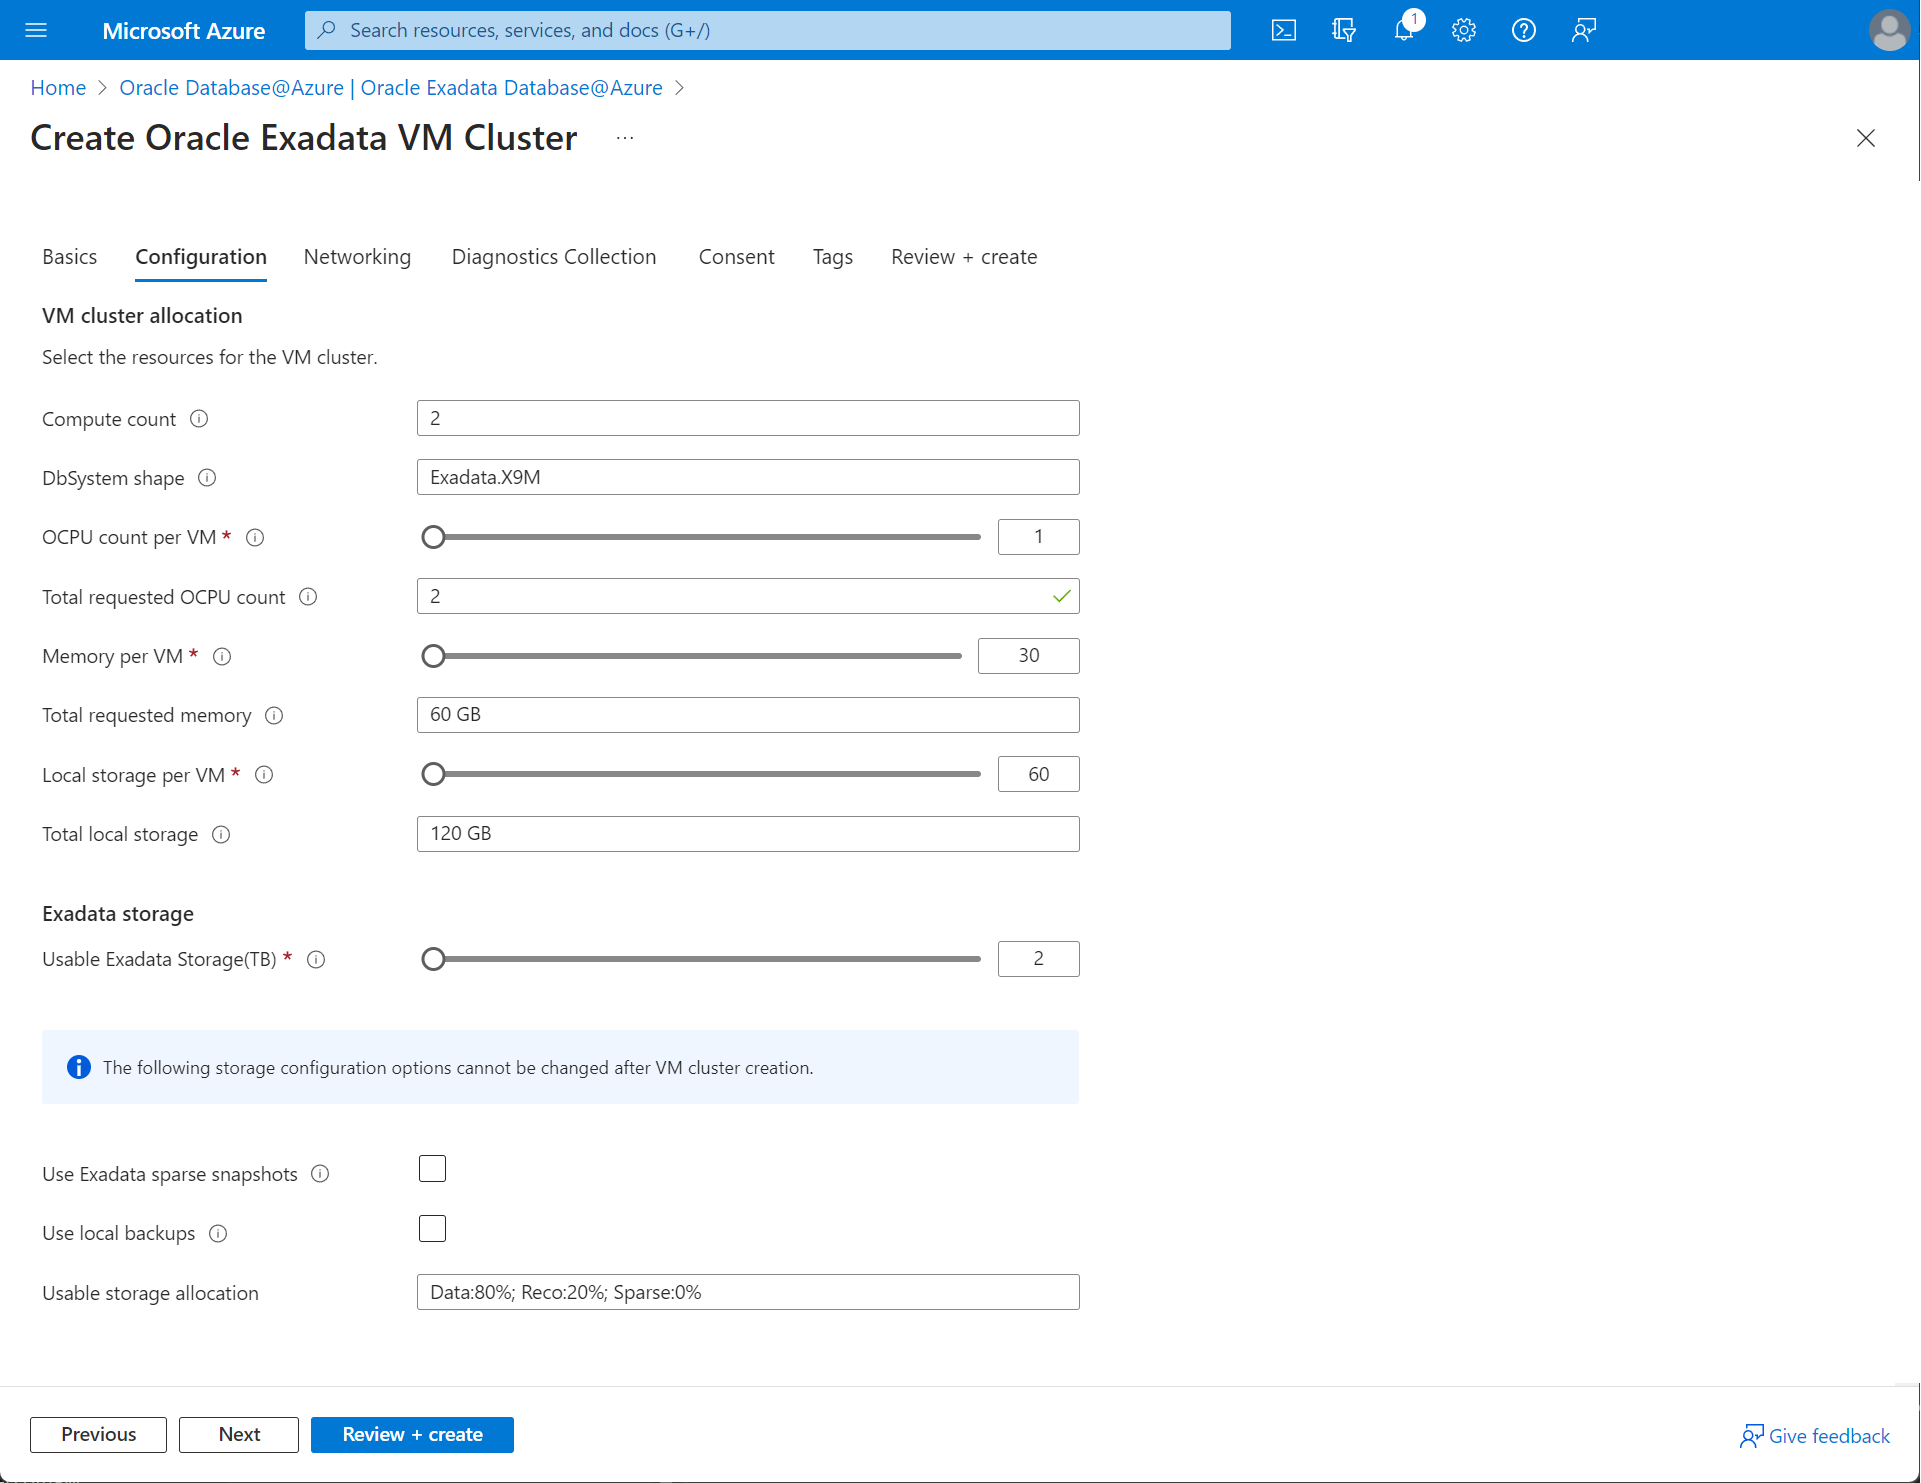 Microsoft Azure
Search resources, services, and docs (G+/)
1
Home > Oracle Database@Azure | Oracle Exadata Database@Azure >
Create Oracle Exadata VM Cluster ...
Basics Configuration Networking Diagnostics Collection Consent Tags Review + create
VM cluster allocation
Select the resources for the VM cluster.
Compute count 2
DbSystem shape Exadata.X9M
OCPU count per VM * 1
Total requested OCPU count 2
Memory per VM * 30
Total requested memory 60 GB
Local storage per VM * 60
Total local storage 120 GB
Exadata storage
Usable Exadata Storage(TB) * 2
The following storage configuration options cannot be changed after VM cluster creation.
Use Exadata sparse snapshots
Use local backups
Usable storage allocation Data:80%; Reco:20%; Sparse:0%
Previous Next Review + create Give feedback